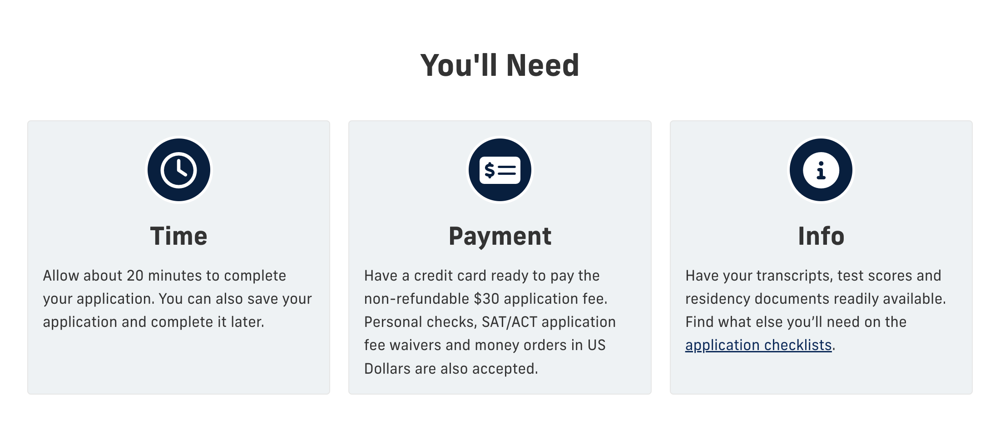 You'll Need
Time
Allow about 20 minutes to complete
your application. You can also save your
application and complete it later.
Payment
Have a credit card ready to pay the
non-refundable $30 application fee.
Personal checks, SAT/ACT application
fee waivers and money orders in US
Dollars are also accepted.
Info
Have your transcripts, test scores and
residency documents readily available.
Find what else you’ll need on the
application checklists.